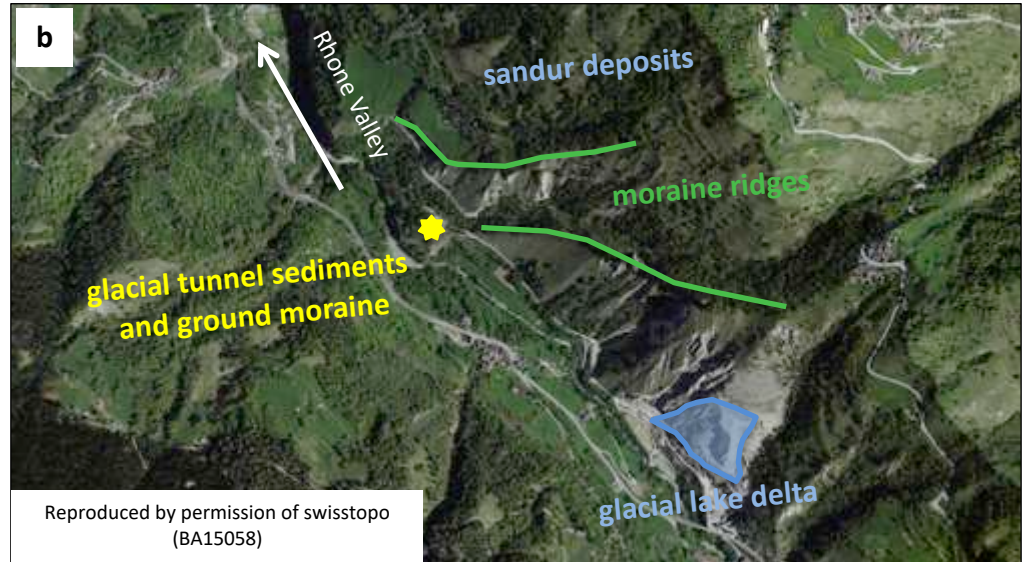 b
Rhone Valley
sandur deposits
moraine ridges
glacial tunnel sediments
and ground moraine
glacial lake delta
Reproduced by permission of swisstopo
(BA15058)